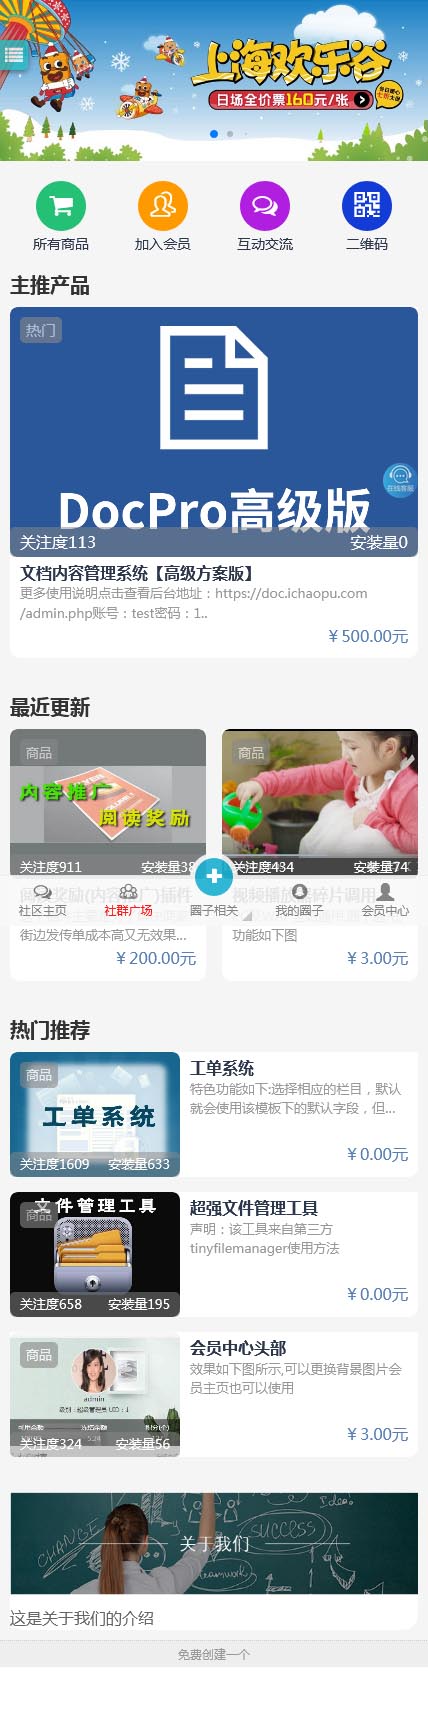 上海欢乐谷
日场全价票160元/张
所有商品
加入会员
互动交流
二维码
主推产品
热门
DocPro高级版
在线客服
关注度113
安装量0
文档内容管理系统【高级方案版】
更多使用说明点击查看后台地址：https://doc.ichaopu.com
/admin.php账号：test密码：1..
￥500.00元
最近更新
商品
内容推广
阅读奖励
关注度911
安装量38
街边发传单成本高又无效果...
￥200.00元
商品
关注度434
安装量74
视频播放器碎片调用
功能如下图
￥3.00元
社区主页
社群广场
圈子相关
我的圈子
会员中心
热门推荐
商品
工单系统
关注度1609
安装量633
工单系统
特色功能如下:选择相应的栏目，默认
就会使用该模板下的默认字段，但...
￥0.00元
文件管理工具
商品
关注度658
安装量195
超强文件管理工具
声明：该工具来自第三方
tinyfilemanager使用方法
￥0.00元
商品
admin
关注度324
安装量56
会员中心头部
效果如下图所示,可以更换背景图片会
员主页也可以使用
￥3.00元
CHANGE
SUCCESS
关于我们
这是关于我们的介绍
免费创建一个